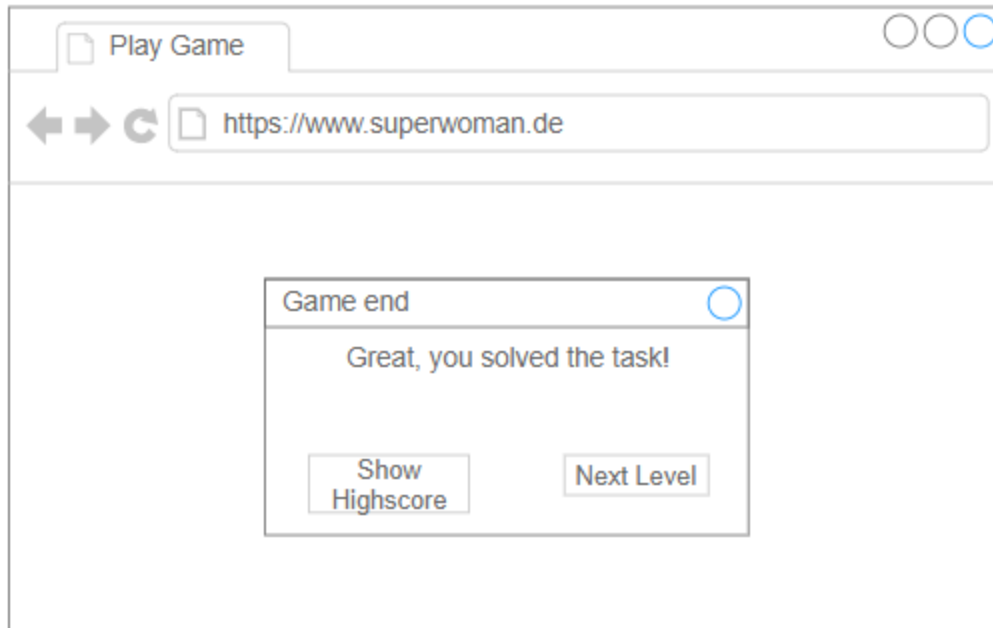 Play Game
https://www.superwoman.de
Game end
Great, you solved the task!
Show
Highscore
Next Level